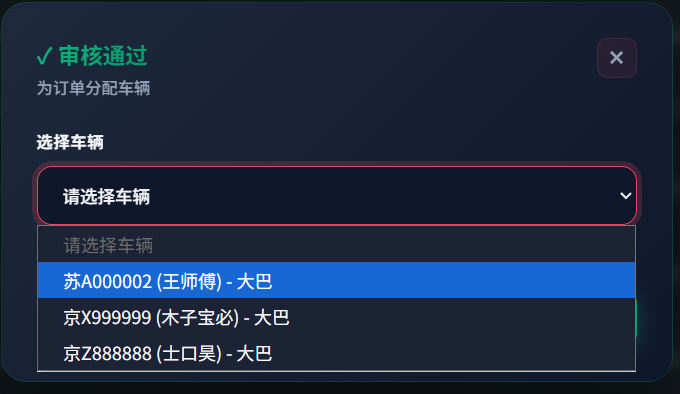 ✓ 审核通过
为订单分配车辆
选择车辆
请选择车辆
请选择车辆
苏A000002 (王师傅) - 大巴
京X999999 (木子宝必) - 大巴
京Z888888 (士口昊) - 大巴